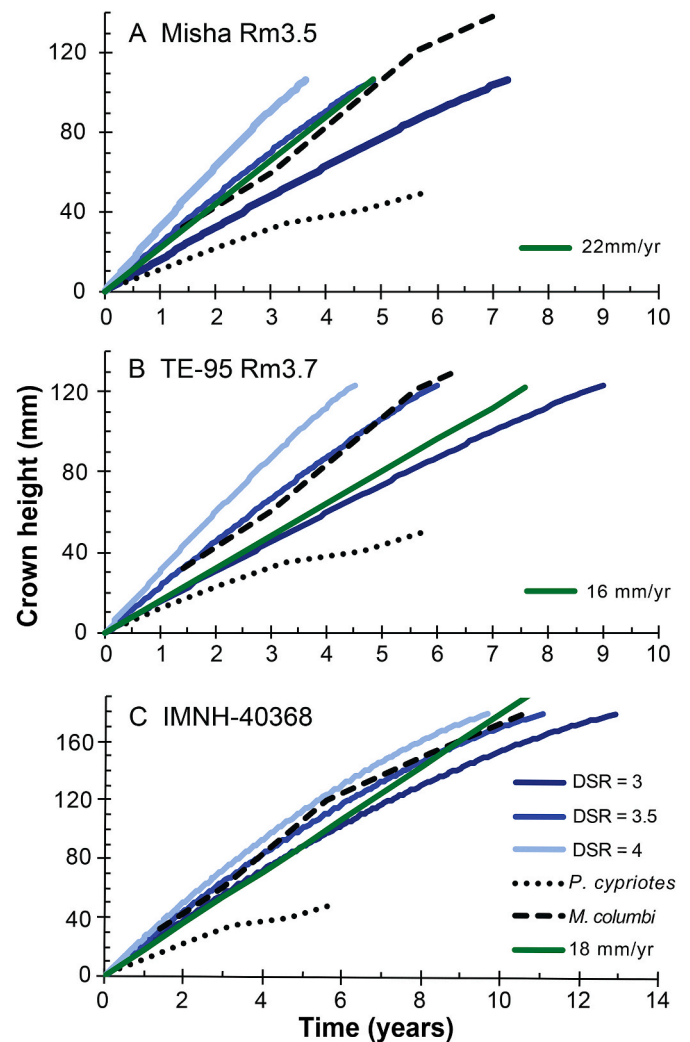 A Misha Rm3.5
120
80
40
0
0 1 2 3 4 5 6 7 8 9 10
22mm/yr
B TE-95 Rm3.7
120
80
40
0
0 1 2 3 4 5 6 7 8 9 10
16 mm/yr
Crown height (mm)
C IMNH-40368
160
120
80
40
0
0 2 4 6 8 10 12 13 14
DSR = 3
DSR = 3.5
DSR = 4
P. cypriotes
M. columbi
18 mm/yr
Time (years)